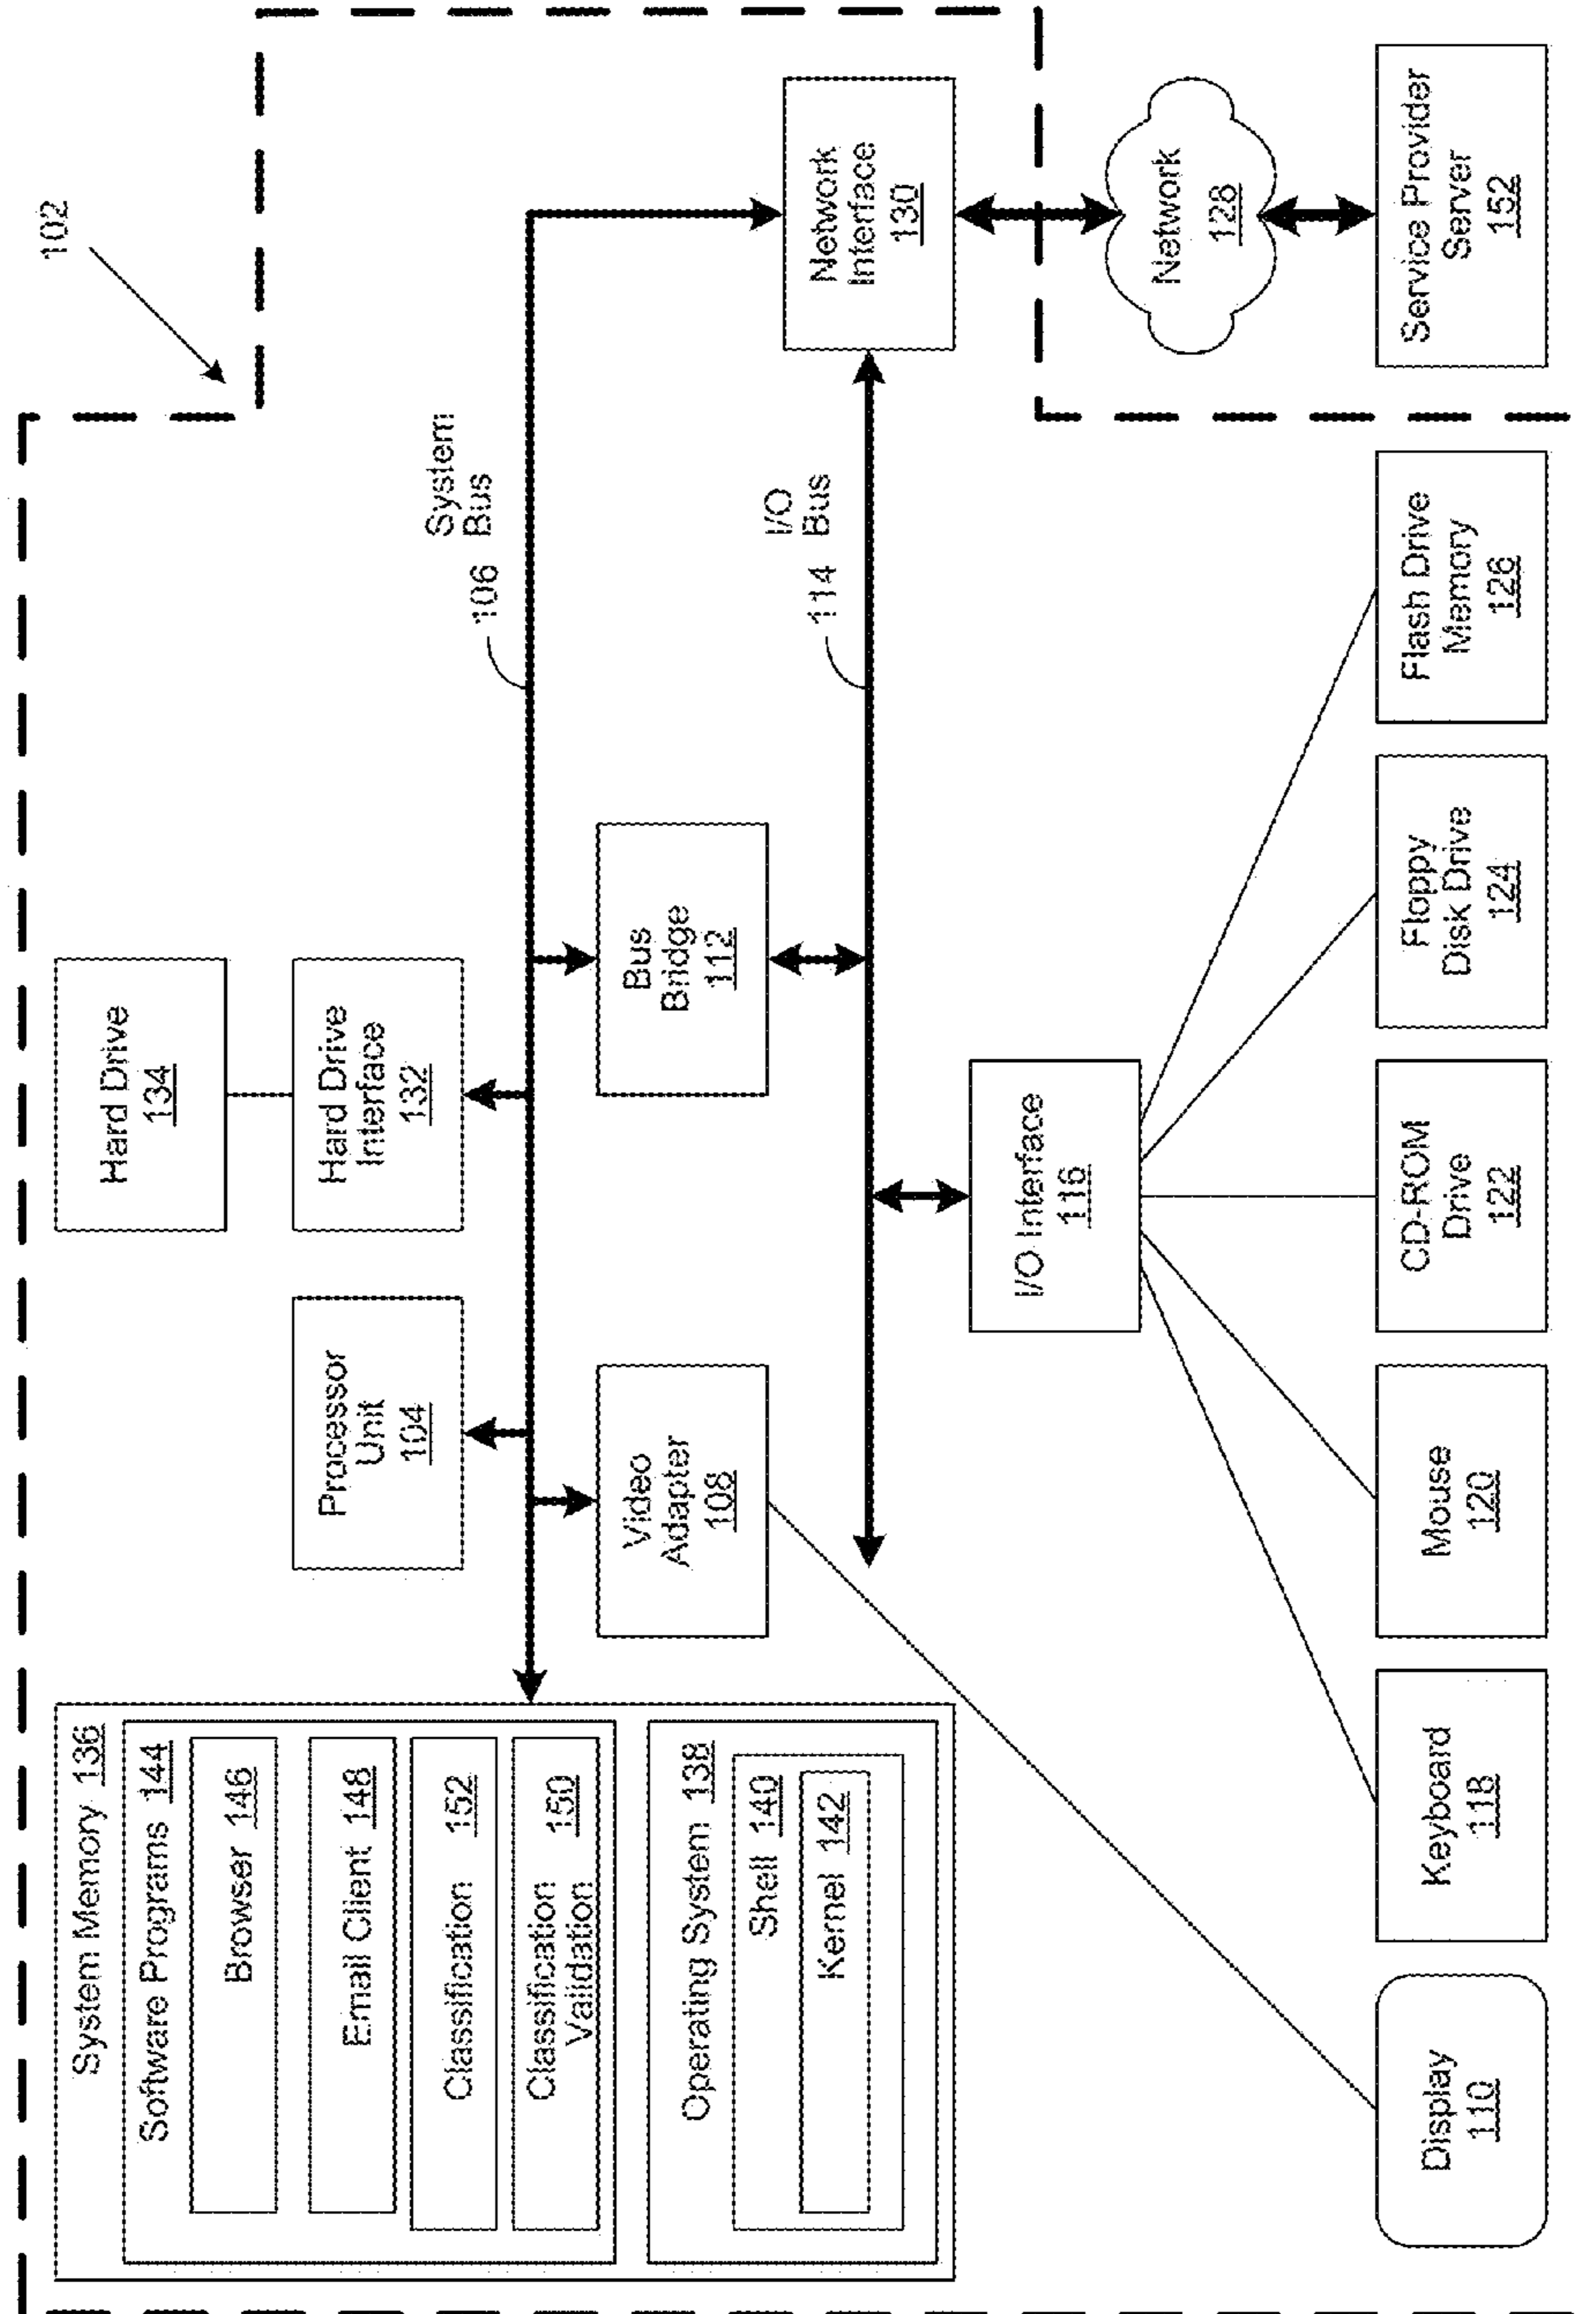 102
System Memory 136
Software Programs 144
Browser 146
Email Client 148
Classification 152
Classification 150
Validation
Operating System 138
Shell 140
Kernel 142
Hard Drive
134
Processor
Unit
104
Hard Drive
Interface
132
System
106 Bus
Video
Adapter
108
Bus
Bridge
112
I/O
114 Bus
Network
Interface
130
I/O Interface
116
Network
128
Display
110
Keyboard
118
Mouse
120
CD-ROM
Drive
122
Floppy
Disk Drive
124
Flash Drive
Memory
126
Service Provider
Server
152